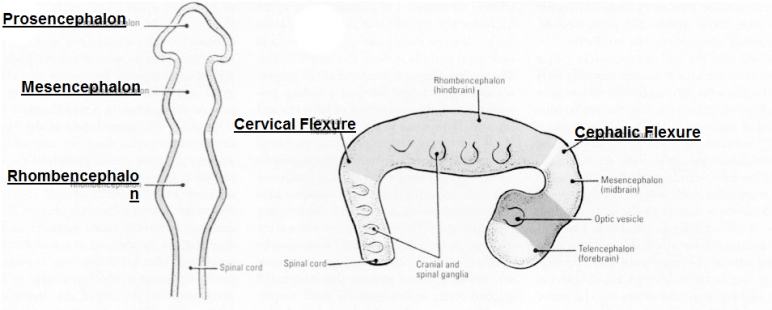 Prosencephalon
Mesencephalon
Rhombencephalo
n
Spinal cord
Rhombencephalon
(hindbrain)
Cervical Flexure
Cephalic Flexure
Mesencephalon
(midbrain)
Optic vesicle
Telencephalon
(forebrain)
Spinal cord
Cranial and
spinal ganglia